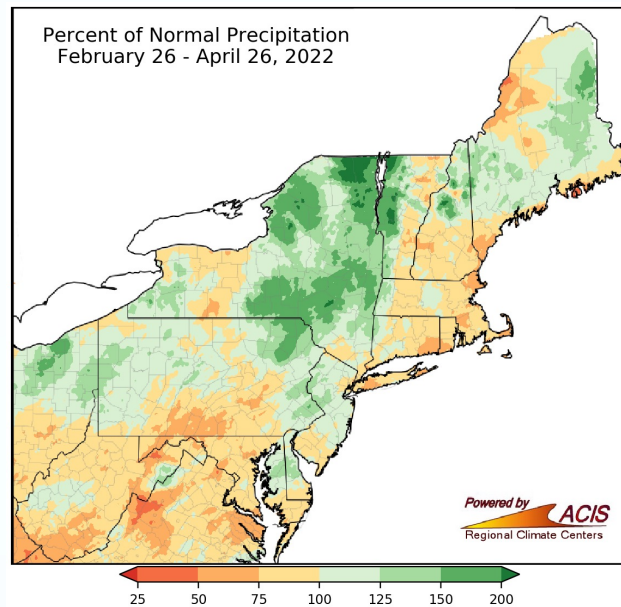 Percent of Normal Precipitation
February 26 - April 26, 2022
Powered by
ACIS
Regional Climate Centers
25 50 75 100 125 150 200